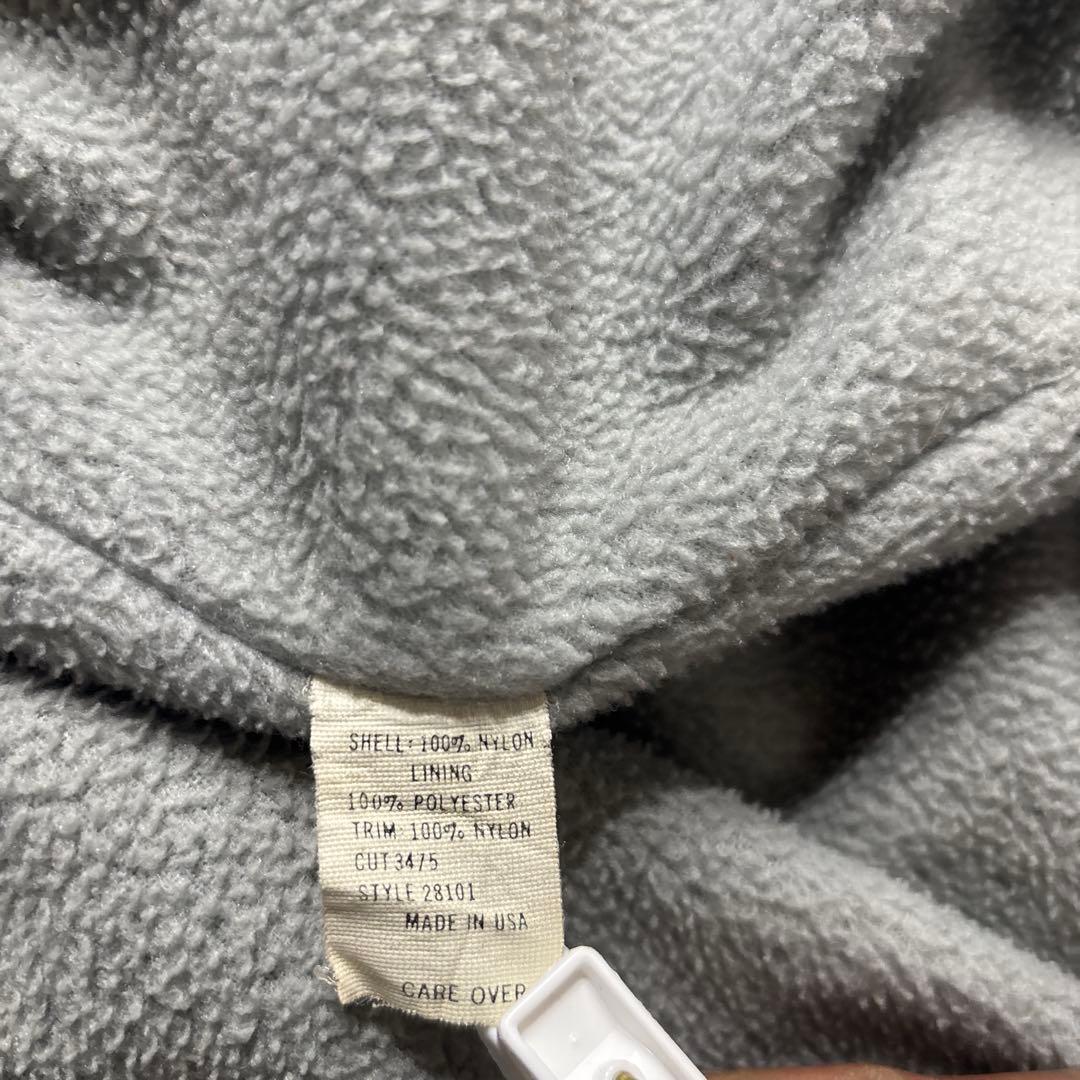 SHELL: 100% NYLON
LINING
100% POLYESTER
TRIM 100% NYLON
CUT 3475
STYLE 28101
MADE IN USA
CARE OVER